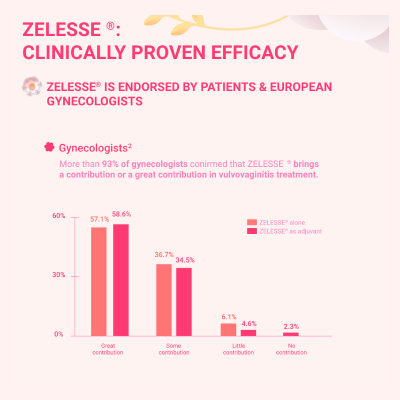 ZELESSE ®:
CLINICALLY PROVEN EFFICACY
ZELESSE® IS ENDORSED BY PATIENTS & EUROPEAN
GYNECOLOGISTS
Gynecologists²
More than 93% of gynecologists conirmed that ZELESSE ® brings
a contribution or a great contribution in vulvovaginitis treatment.
60%
30%
0%
57.1%
58.6%
36.7%
34.5%
6.1%
4.6%
2.3%
ZELESSE® alone
ZELESSE® as adjuvant
Great
contribution
Some
contribution
Little
contribution
No
contribution